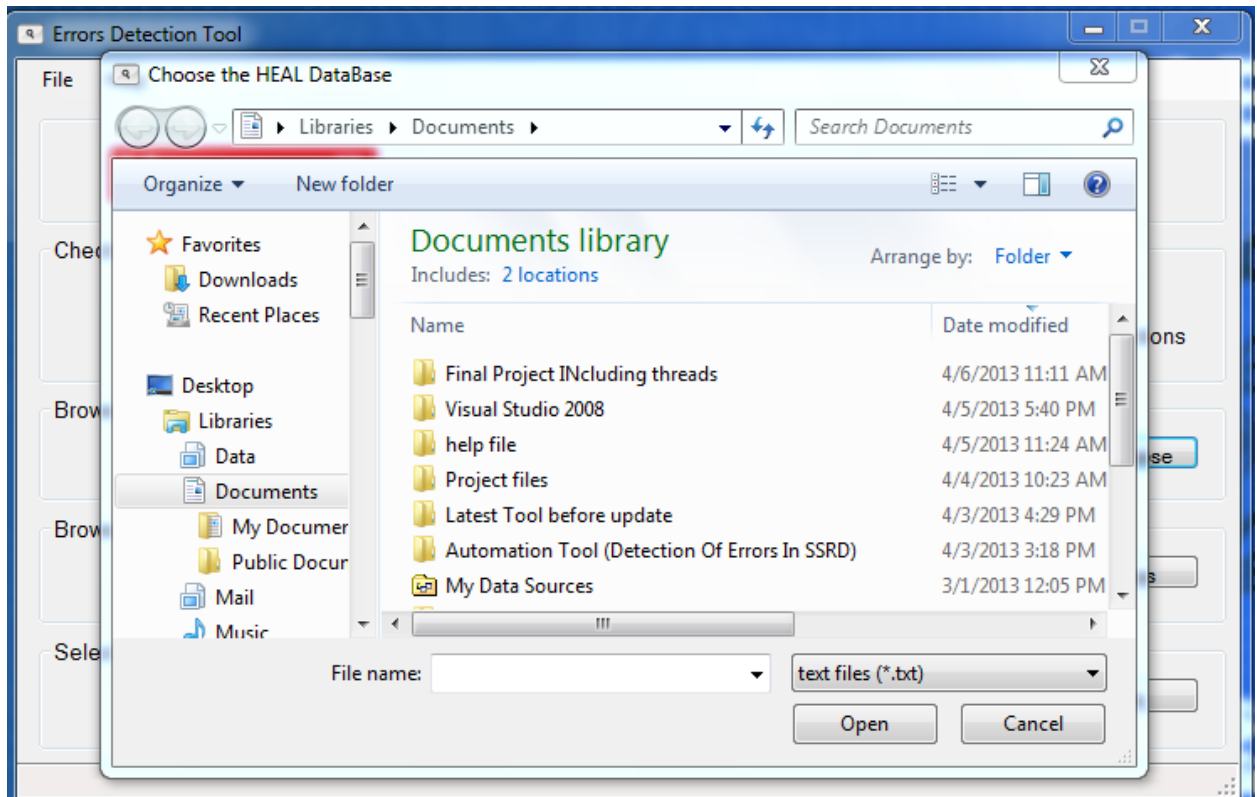 Errors Detection Tool
File
Choose the HEAL DataBase
Libraries Documents
Search Documents
Organize New folder
Favorites
Downloads
Recent Places
Desktop
Libraries
Data
Documents
My Documen
Public Docum
Mail
Music
Documents library
Includes: 2 locations
Arrange by: Folder
Name Date modified
Final Project INcluding threads 4/6/2013 11:11 AM
Visual Studio 2008 4/5/2013 5:40 PM
help file 4/5/2013 11:24 AM
Project files 4/4/2013 10:23 AM
Latest Tool before update 4/3/2013 4:29 PM
Automation Tool (Detection Of Errors In SSRD) 4/3/2013 3:18 PM
My Data Sources 3/1/2013 12:05 PM
File name: text files (*.txt)
Open Cancel
Chec
ons
Brow
se
Brow
s
Sele